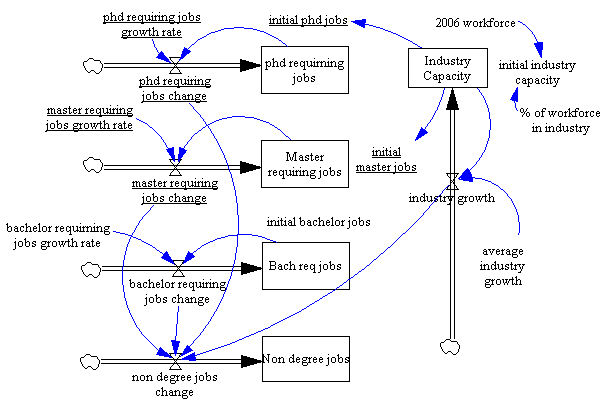 phd requiring jobs
growth rate
initial phd jobs
2006 workforce
phd requirning
jobs
Industry
Capacity
initial industry
capacity
phd requiring
jobs change
master requiring
jobs growth rate
% of workforce
in industry
Master
requiring jobs
initial
master jobs
master requiring
jobs change
industry growth
bachelor requirning
jobs growth rate
initial bachelor jobs
average
industry
growth
Bach req jobs
bachelor requiring
jobs change
Non degree jobs
non degree jobs
change